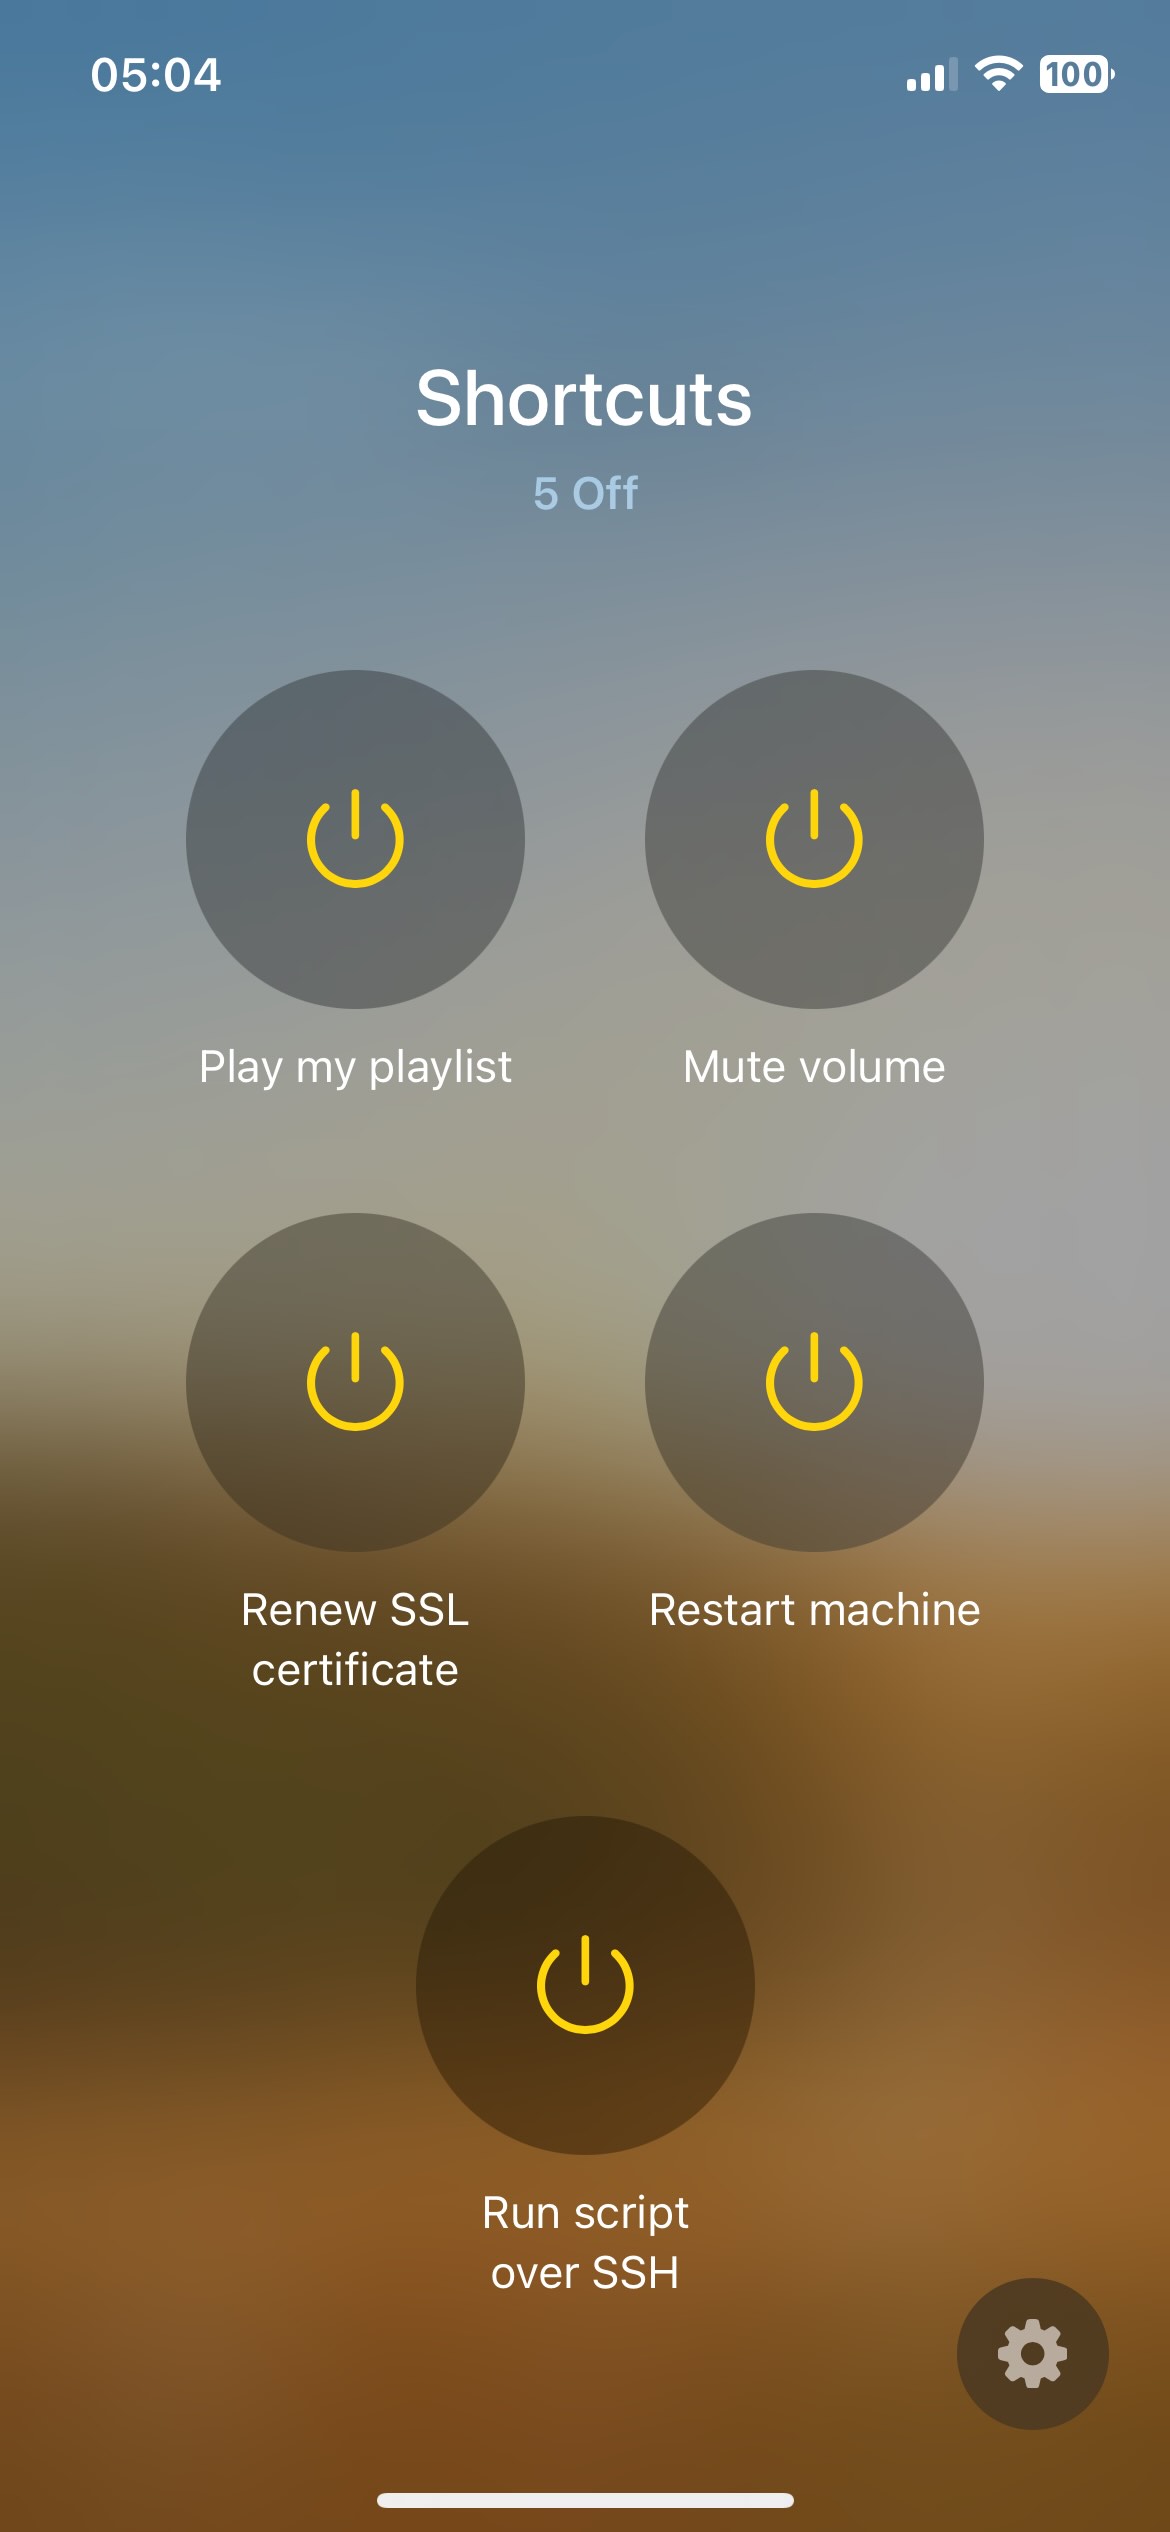 05:04
100
Shortcuts
5 Off
Play my playlist
Mute volume
Renew SSL
certificate
Restart machine
Run script
over SSH